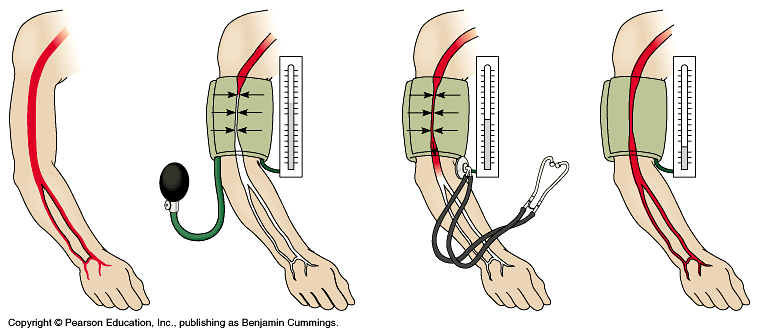 Copyright © Pearson Education, Inc., publishing as Benjamin Cummings.